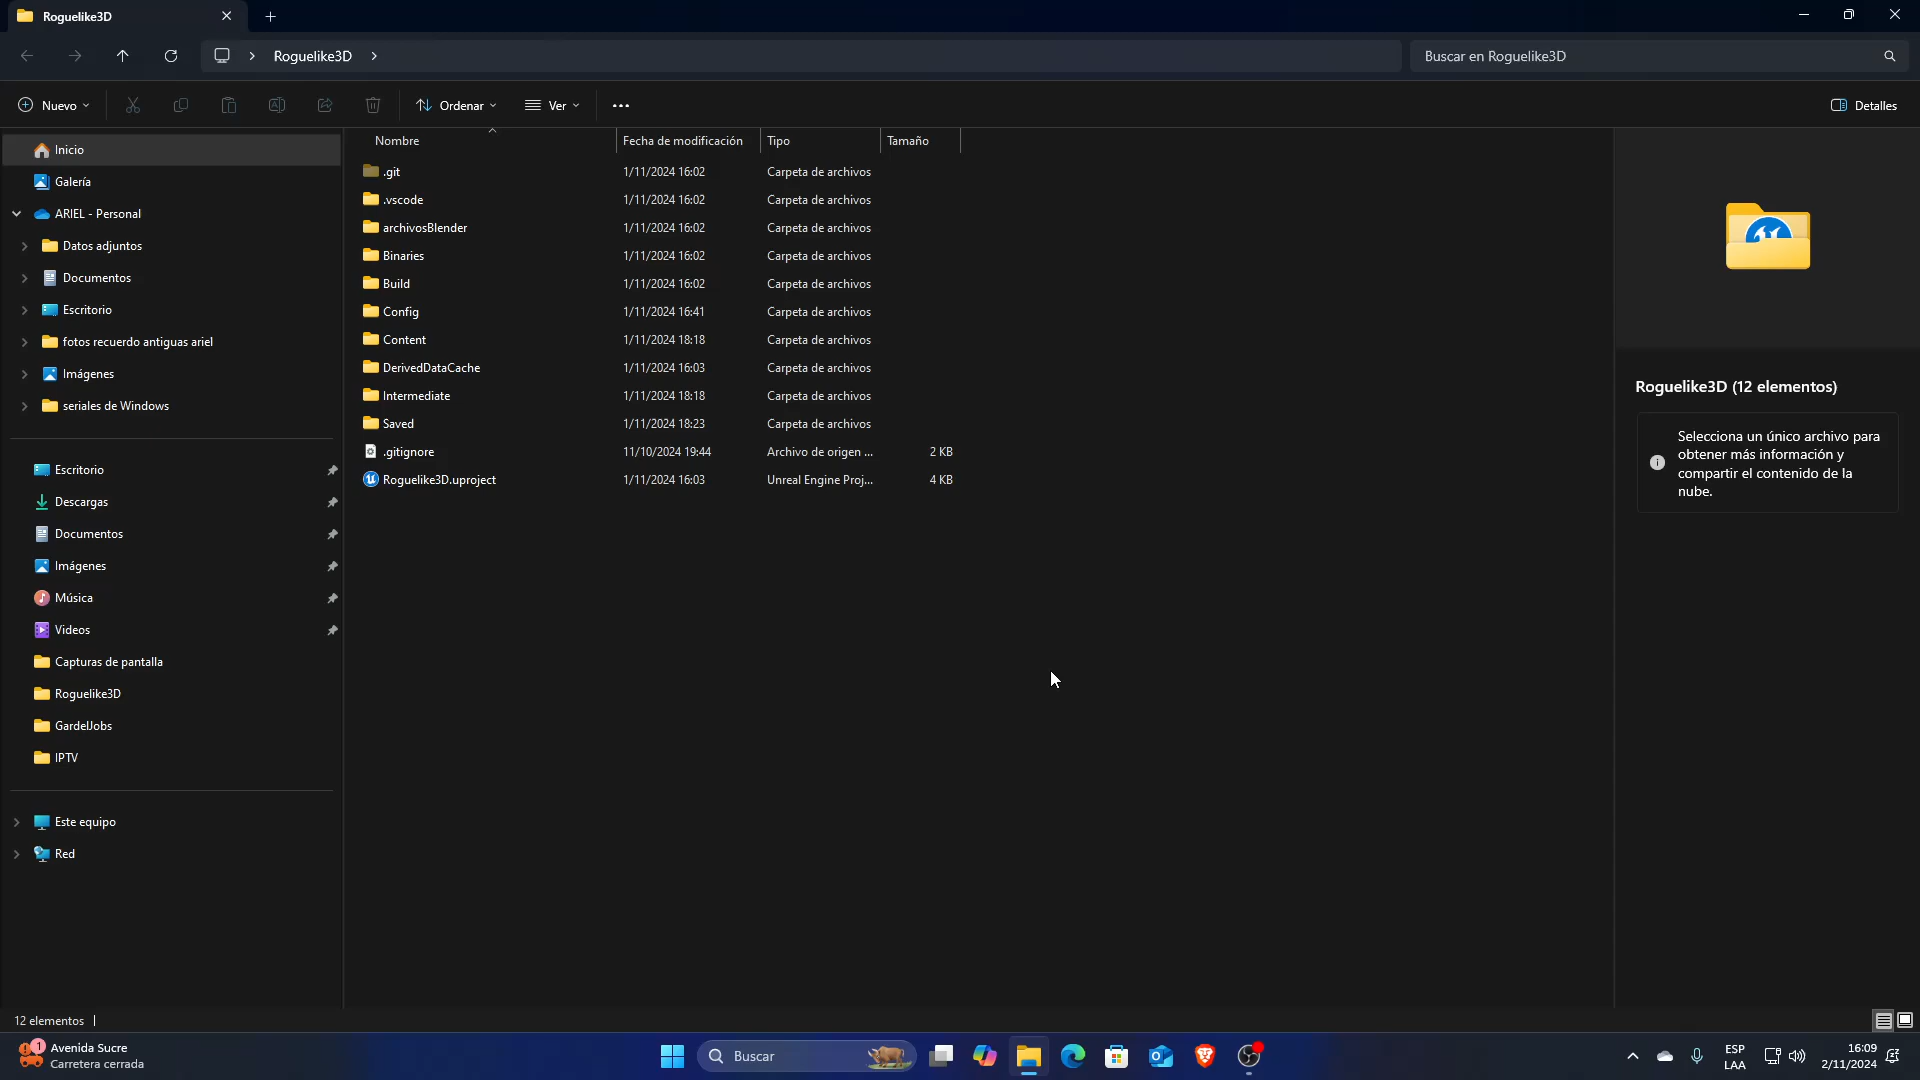 Roguelike3D
Roguelike3D
Buscar en Roguelike3D
Nuevo
Ordenar
Ver
Detalles
Inicio
Galería
ARIEL - Personal
Datos adjuntos
Documentos
Escritorio
fotos recuerdo antiguas ariel
Imágenes
seriales de Windows
Escritorio
Descargas
Documentos
Imágenes
Música
Videos
Capturas de pantalla
Roguelike3D
GardelJobs
IPTV
Este equipo
Red
Nombre Fecha de modificación Tipo Tamaño
.git 1/11/2024 16:02 Carpeta de archivos
.vscode 1/11/2024 16:02 Carpeta de archivos
archivosBlender 1/11/2024 16:02 Carpeta de archivos
Binaries 1/11/2024 16:02 Carpeta de archivos
Build 1/11/2024 16:02 Carpeta de archivos
Config 1/11/2024 16:41 Carpeta de archivos
Content 1/11/2024 18:18 Carpeta de archivos
DerivedDataCache 1/11/2024 16:03 Carpeta de archivos
Intermediate 1/11/2024 18:18 Carpeta de archivos
Saved 1/11/2024 18:23 Carpeta de archivos
.gitignore 11/10/2024 19:44 Archivo de origen ... 2 KB
Roguelike3D.uproject 1/11/2024 16:03 Unreal Engine Proj... 4 KB
Roguelike3D (12 elementos)
Selecciona un único archivo para
obtener más información y
compartir el contenido de la
nube.
12 elementos
1
Avenida Sucre
Carretera cerrada
Buscar
ESP
LAA
16:09
2/11/2024